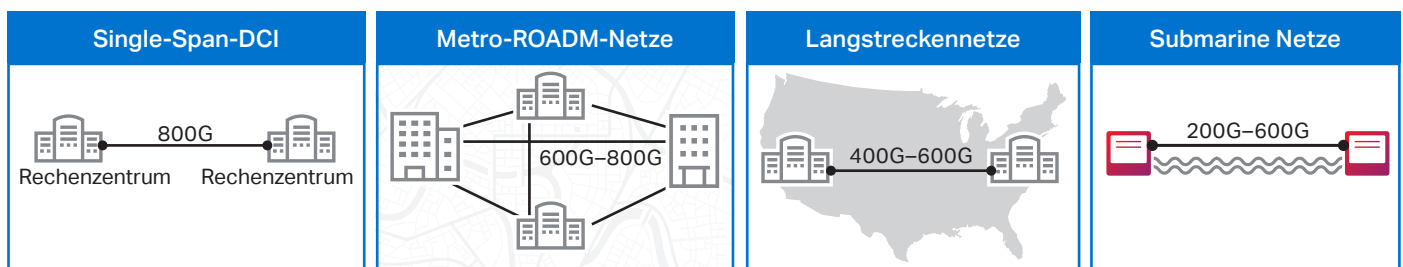 Single-Span-DCI
800G
Rechenzentrum
Rechenzentrum
Metro-ROADM-Netze
600G–800G
Langstreckennetze
400G–600G
Submarine Netze
200G–600G